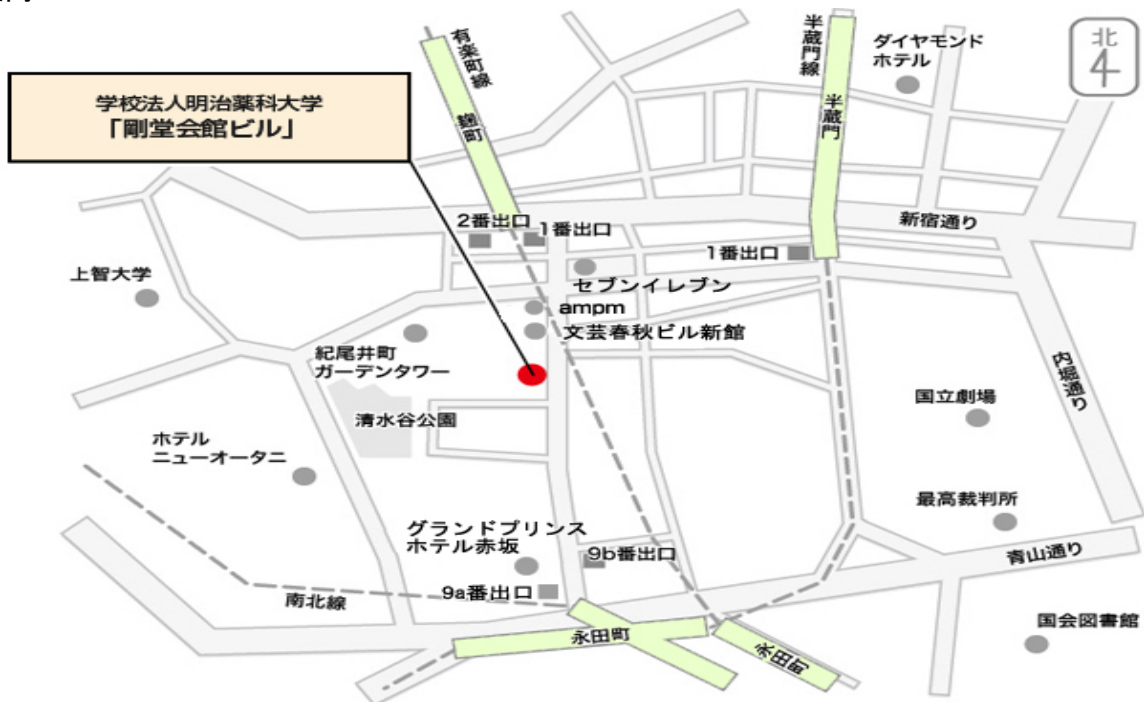 有楽町線
麹町
半蔵門線
半蔵門
ダイヤモンド
ホテル
北
学校法人明治薬科大学
「剛堂会館ビル」
2番出口
1番出口
新宿通り
1番出口
上智大学
セブンイレブン
ampm
文芸春秋ビル新館
紀尾井町
ガーデンタワー
内堀通り
国立劇場
清水谷公園
ホテル
ニューオータニ
最高裁判所
グランドプリンス
ホテル赤坂
9b番出口
青山通り
9a番出口
南北線
国会図書館
永田町
永田町